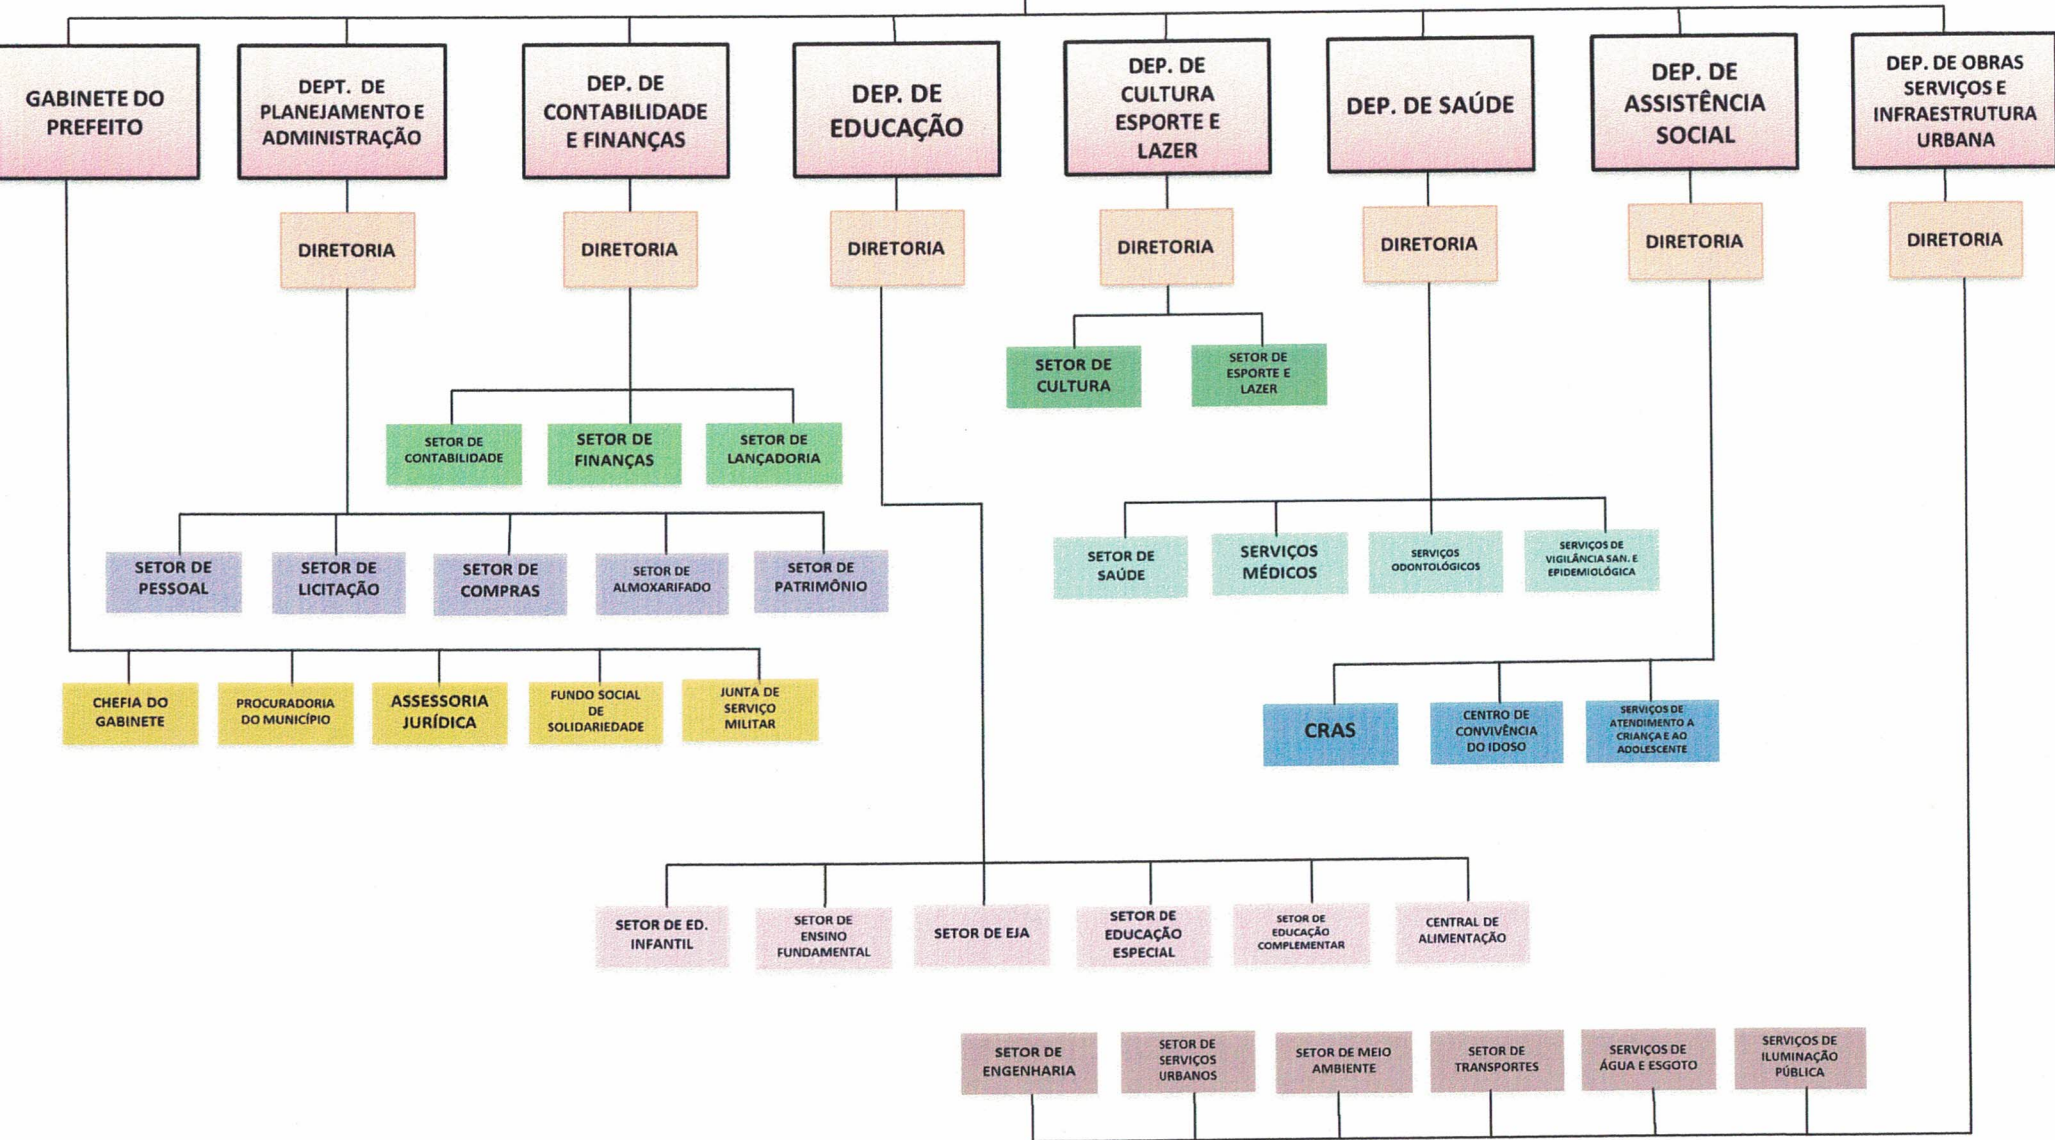 GABINETE DO
PREFEITO
DEPT. DE
PLANEJAMENTO E
ADMINISTRAÇÃO
DEP. DE
CONTABILIDADE
E FINANÇAS
DEP. DE
EDUCAÇÃO
DEP. DE
CULTURA
ESPORTE E
LAZER
DEP. DE SAÚDE
DEP. DE
ASSISTÊNCIA
SOCIAL
DEP. DE OBRAS
SERVIÇOS E
INFRAESTRUTURA
URBANA
DIRETORIA
DIRETORIA
DIRETORIA
DIRETORIA
DIRETORIA
DIRETORIA
DIRETORIA
SETOR DE
CULTURA
SETOR DE
ESPORTE E
LAZER
SETOR DE
CONTABILIDADE
SETOR DE
FINANÇAS
SETOR DE
LANÇADORIA
SETOR DE
PESSOAL
SETOR DE
LICITAÇÃO
SETOR DE
COMPRAS
SETOR DE
ALMOXARIFADO
SETOR DE
PATRIMÔNIO
SETOR DE
SAÚDE
SERVIÇOS
MÉDICOS
SERVIÇOS
ODONTOLÓGICOS
SERVIÇOS DE
VIGILÂNCIA SAN. E
EPIDEMIOLÓGICA
CHEFIA DO
GABINETE
PROCURADORIA
DO MUNICÍPIO
ASSESSORIA
JURÍDICA
FUNDO SOCIAL
DE
SOLIDARIEDADE
JUNTA DE
SERVIÇO
MILITAR
CRAS
CENTRO DE
CONVIVÊNCIA
DO IDOSO
SERVIÇOS DE
ATENDIMENTO A
CRIANÇA E AO
ADOLESCENTE
SETOR DE ED.
INFANTIL
SETOR DE
ENSINO
FUNDAMENTAL
SETOR DE EJA
SETOR DE
EDUCAÇÃO
ESPECIAL
SETOR DE
EDUCAÇÃO
COMPLEMENTAR
CENTRAL DE
ALIMENTAÇÃO
SETOR DE
ENGENHARIA
SETOR DE
SERVIÇOS
URBANOS
SETOR DE MEIO
AMBIENTE
SETOR DE
TRANSPORTES
SERVIÇOS DE
ÁGUA E ESGOTO
SERVIÇOS DE
ILUMINAÇÃO
PÚBLICA